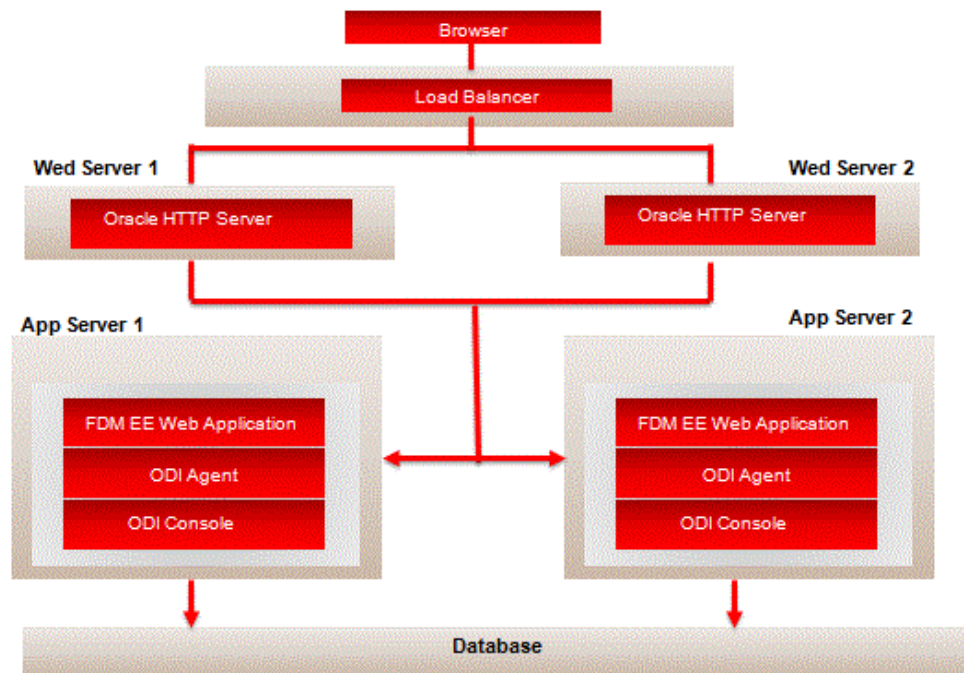 Browser
Load Balancer
Wed Server 1
Wed Server 2
Oracle HTTP Server
Oracle HTTP Server
App Server 1
App Server 2
FDM EE Web Application
ODI Agent
ODI Console
FDM EE Web Application
ODI Agent
ODI Console
Database